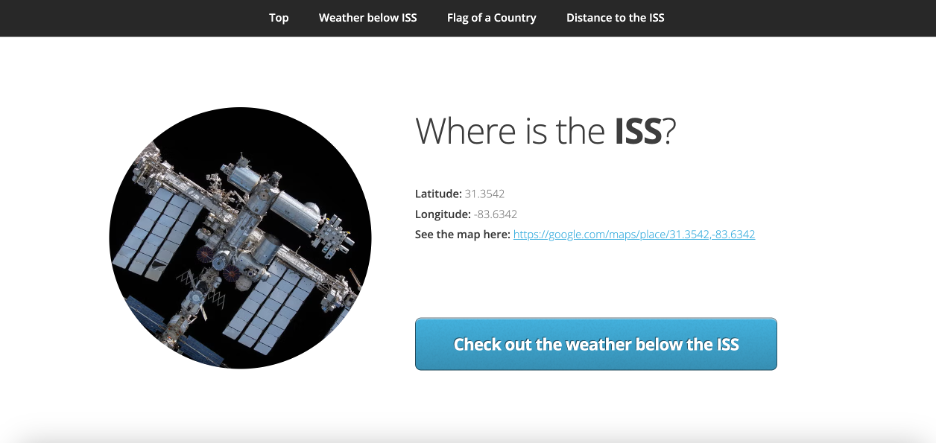 Top Weather below ISS Flag of a Country Distance to the ISS
Where is the ISS?
Latitude: 31.3542
Longitude: -83.6342
See the map here: https://google.com/maps/place/31.3542,-83.6342
Check out the weather below the ISS